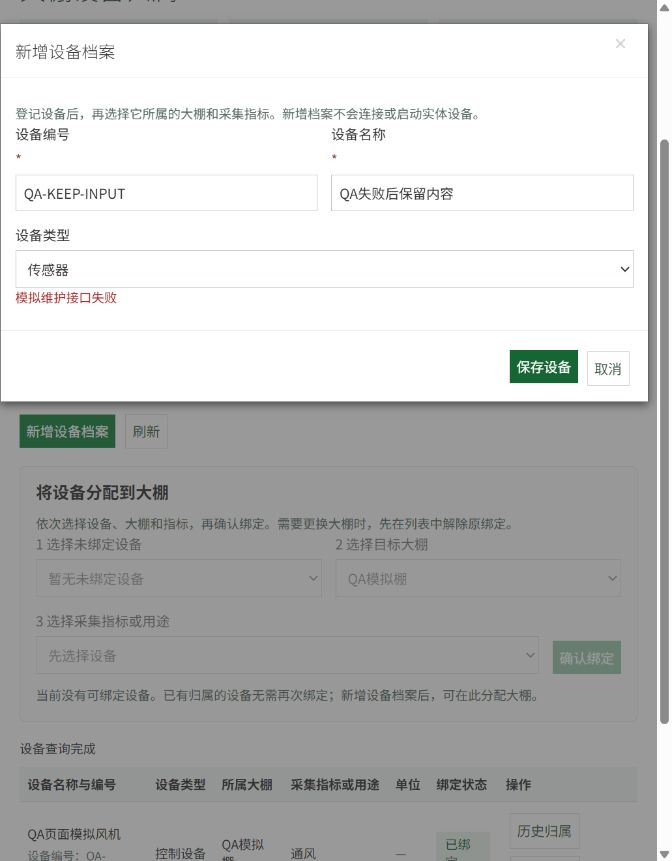 新增设备档案
×
登记设备后，再选择它所属的大棚和采集指标。新增档案不会连接或启动实体设备。
设备编号 设备名称
* *
QA-KEEP-INPUT QA失败后保留内容
设备类型
传感器
模拟维护接口失败
保存设备 取消
新增设备档案 刷新
将设备分配到大棚
依次选择设备、大棚和指标，再确认绑定。需要更换大棚时，先在列表中解除原绑定。
1 选择未绑定设备 2 选择目标大棚
暂无未绑定设备 QA模拟棚
3 选择采集指标或用途
先选择设备 确认绑定
当前没有可绑定设备。已有归属的设备无需再次绑定；新增设备档案后，可在此分配大棚。
设备查询完成
设备名称与编号 设备类型 所属大棚 采集指标或用途 单位 绑定状态 操作
QA页面模拟风机 历史归属
设备编号：QA- 控制设备 QA模拟 通风 — 已绑